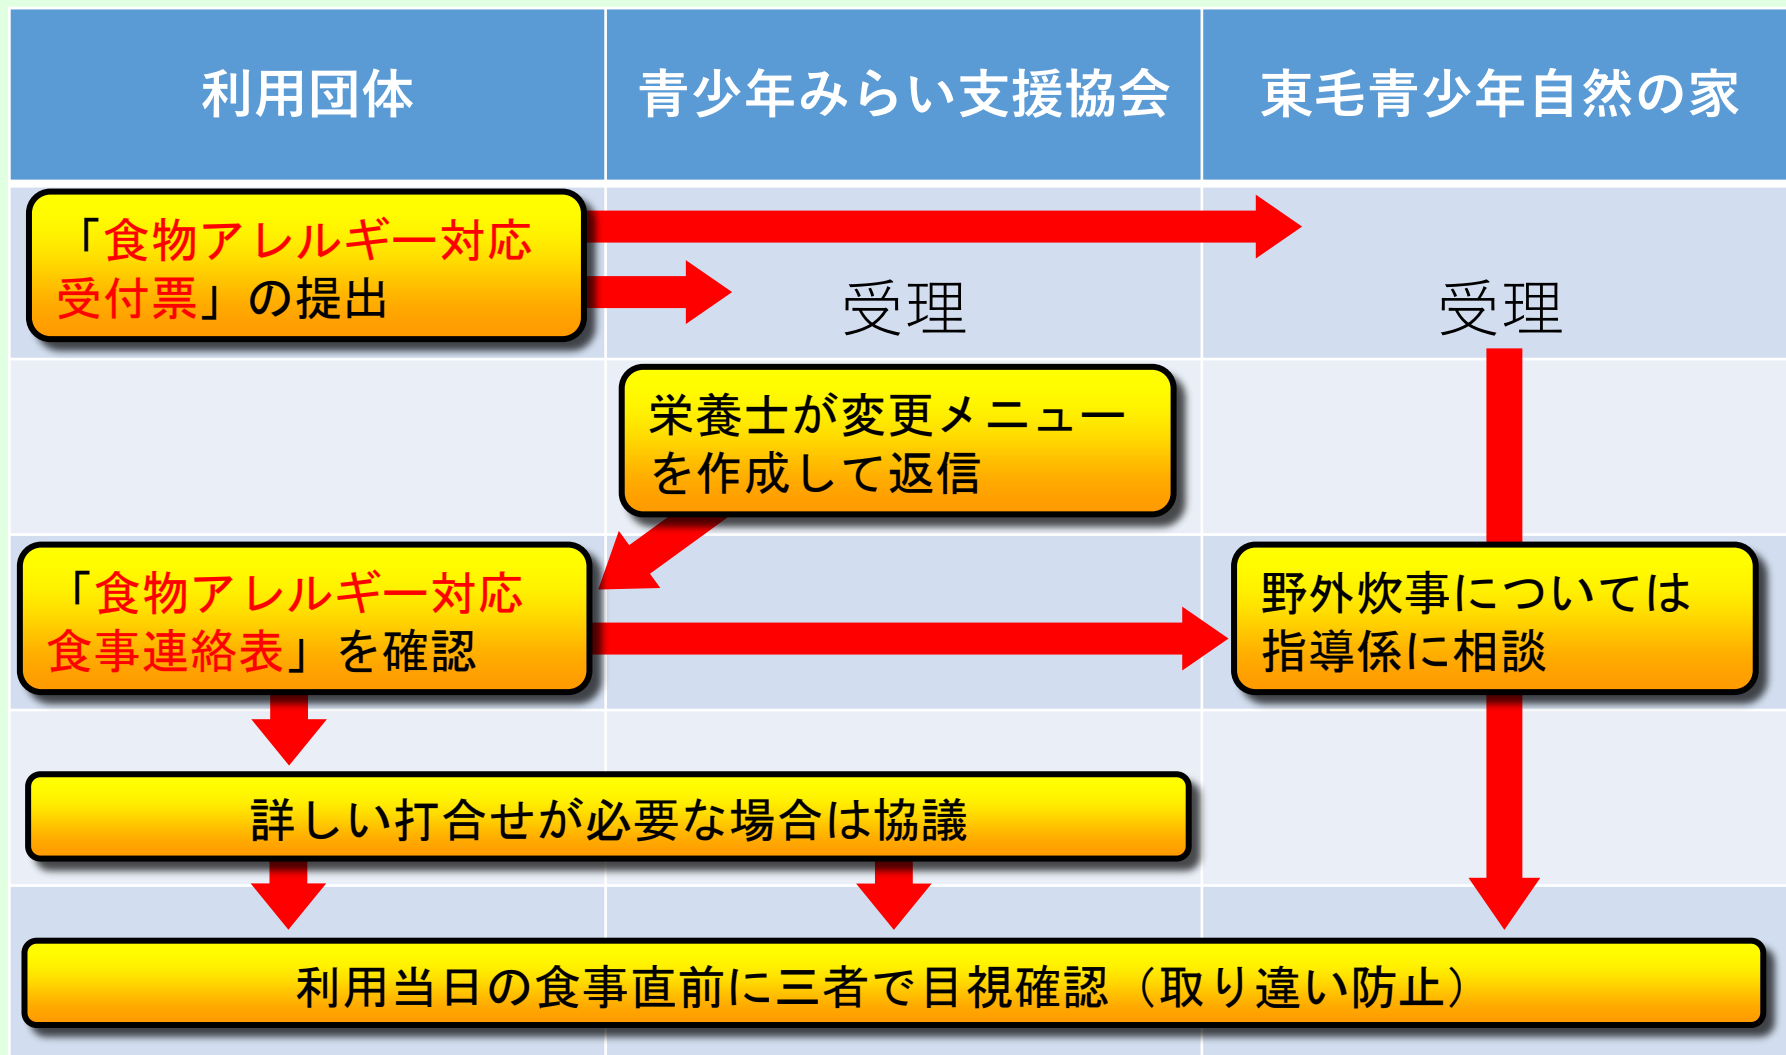 利用団体
青少年みらい支援協会
東毛青少年自然の家
「食物アレルギー対応
受付票」の提出
受理
受理
栄養士が変更メニュー
を作成して返信
「食物アレルギー対応
食事連絡表」を確認
野外炊事については
指導係に相談
詳しい打合せが必要な場合は協議
利用当日の食事直前に三者で目視確認（取り違い防止）